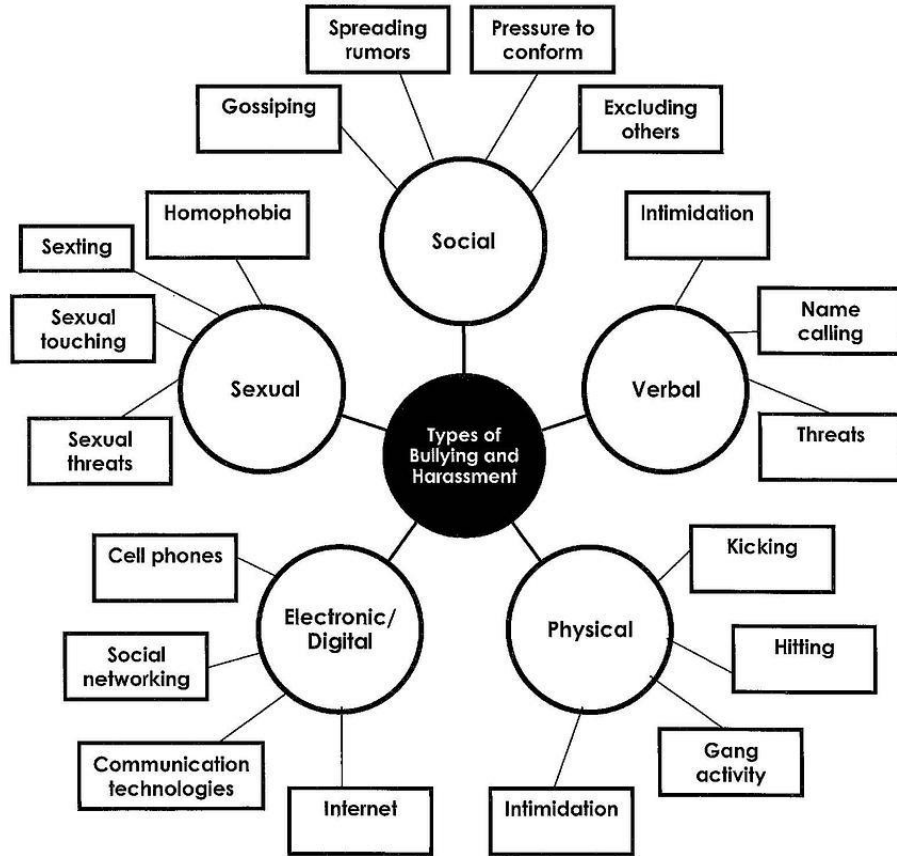 Spreading
rumors
Pressure to
conform
Gossiping
Excluding
others
Social
Homophobia
Sexting
Sexual
touching
Sexual
threats
Sexual
Intimidation
Name
calling
Threats
Verbal
Types of
Bullying and
Harassment
Cell phones
Social
networking
Communication
technologies
Internet
Electronic/
Digital
Kicking
Hitting
Gang
activity
Intimidation
Physical